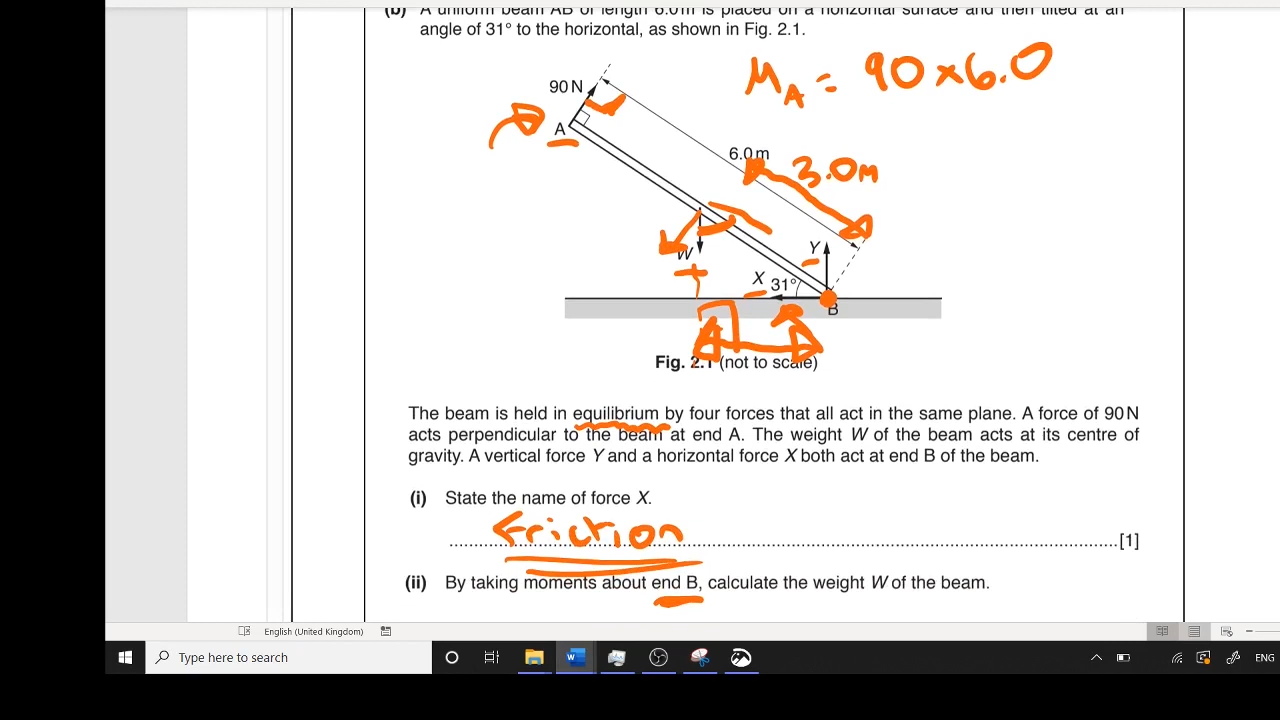 (b) A uniform beam AB of length 6.0m is placed on a horizontal surface and then tilted at an
angle of 31° to the horizontal, as shown in Fig. 2.1.
M_A = 90 × 6.0
90 N
A
6.0 m
3.0m
W
Y
X
31°
B
Fig. 2.1 (not to scale)
The beam is held in equilibrium by four forces that all act in the same plane. A force of 90 N
acts perpendicular to the beam at end A. The weight W of the beam acts at its centre of
gravity. A vertical force Y and a horizontal force X both act at end B of the beam.
(i) State the name of force X.
friction
[1]
(ii) By taking moments about end B, calculate the weight W of the beam.
English (United Kingdom)
Type here to search
ENG